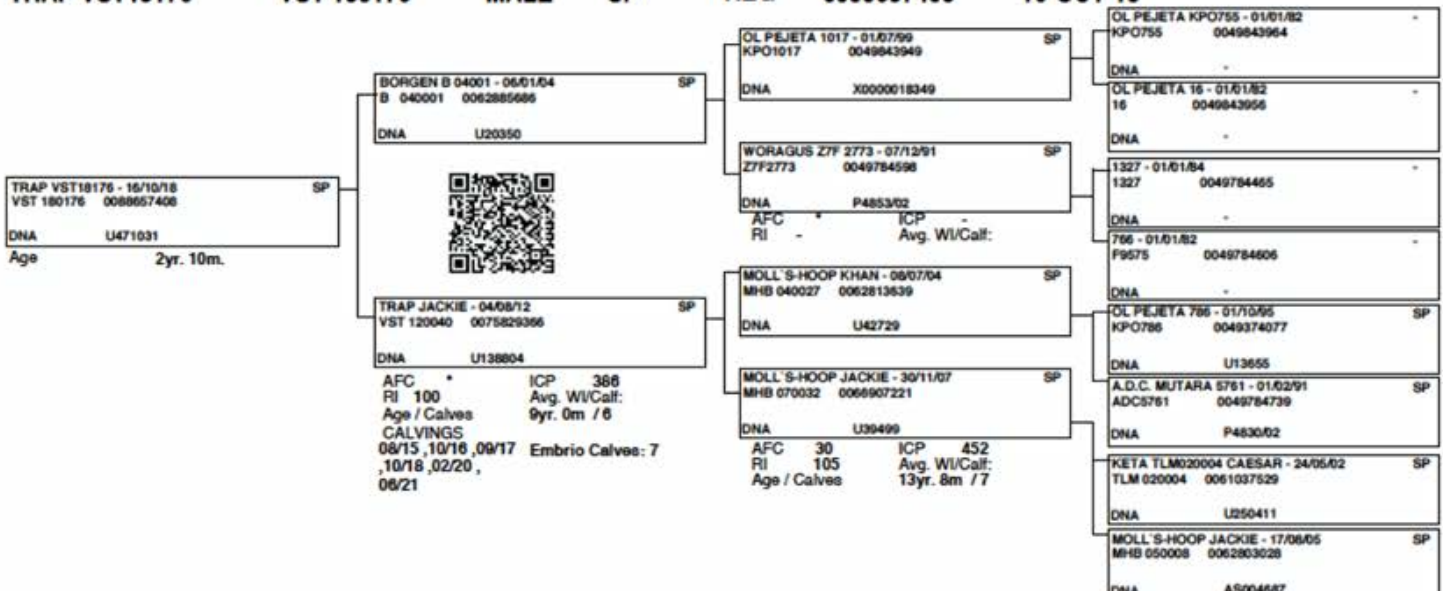 TRAP VST18176 - 16/10/18 SP
VST 180176 0088657408
DNA U471031
Age 2yr. 10m.
BORGEN B 04001 - 06/01/04 SP
B 040001 0062885686
DNA U20350
TRAP JACKIE - 04/08/12 SP
VST 120040 0075829366
DNA U138804
AFC * ICP 386
RI 100 Avg. WI/Calf:
Age / Calves 9yr. 0m / 6
CALVINGS
08/15 ,10/16 ,09/17 Embrio Calves: 7
,10/18 ,02/20 ,
06/21
OL PEJETA 1017 - 01/07/99 SP
KPO1017 0049843949
DNA X0000018349
WORAGUS Z7F 2773 - 07/12/91 SP
Z7F2773 0049784598
DNA P4853/02
AFC * ICP -
RI - Avg. WI/Calf:
MOLL`S-HOOP KHAN - 08/07/04 SP
MHB 040027 0062813639
DNA U42729
MOLL`S-HOOP JACKIE - 30/11/07 SP
MHB 070032 0066907221
DNA U39499
AFC 30 ICP 452
RI 105 Avg. WI/Calf:
Age / Calves 13yr. 8m / 7
OL PEJETA KPO755 - 01/01/82 -
KPO755 0049843964
DNA -
OL PEJETA 16 - 01/01/82 -
16 0049843956
DNA -
1327 - 01/01/84 -
1327 0049784465
DNA -
766 - 01/01/82 -
F9575 0049784606
DNA -
OL PEJETA 786 - 01/10/95 SP
KPO786 0049374077
DNA U13655
A.D.C. MUTARA 5761 - 01/02/91 SP
ADC5761 0049784739
DNA P4830/02
KETA TLM020004 CAESAR - 24/05/02 SP
TLM 020004 0061037529
DNA U250411
MOLL`S-HOOP JACKIE - 17/08/05 SP
MHB 050008 0062803028
DNA AS004687